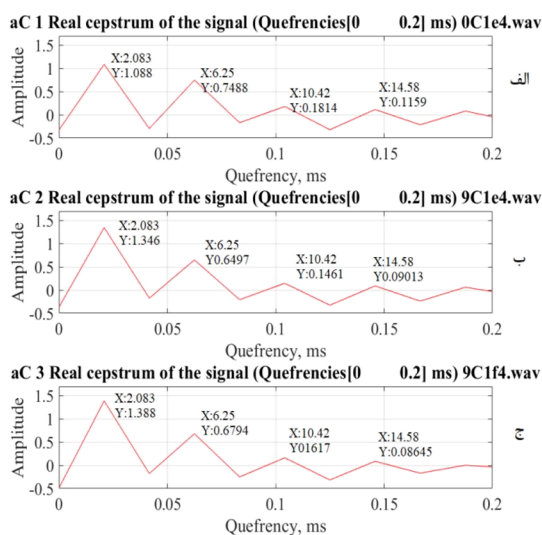 aC 1 Real cepstrum of the signal (Quefrencies[0 0.2] ms) 0C1e4.wav
1.5
1
0.5
0
-0.5
Amplitude
X:2.083
Y:1.088
X:6.25
Y:0.7488
X:10.42
Y:0.1814
X:14.58
Y:0.1159
0 0.05 0.1 0.15 0.2
Quefrency, ms
الف
aC 2 Real cepstrum of the signal (Quefrencies[0 0.2] ms) 9C1e4.wav
1.5
1
0.5
0
-0.5
Amplitude
X:2.083
Y:1.346
X:6.25
Y0.6497
X:10.42
Y:0.1461
X:14.58
Y0.09013
0 0.05 0.1 0.15 0.2
Quefrency, ms
ب
aC 3 Real cepstrum of the signal (Quefrencies[0 0.2] ms) 9C1f4.wav
1.5
1
0.5
0
-0.5
Amplitude
X:2.083
Y:1.388
X:6.25
Y:0.6794
X:10.42
Y01617
X:14.58
Y:0.08645
0 0.05 0.1 0.15 0.2
Quefrency, ms
ج